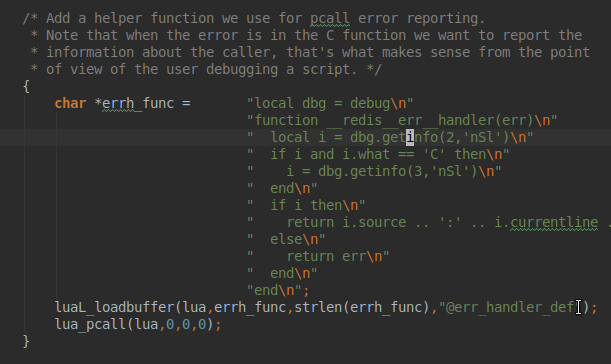 /* Add a helper function we use for pcall error reporting.
* Note that when the error is in the C function we want to report the
* information about the caller, that's what makes sense from the point
* of view of the user debugging a script. */
{
char *errh_func = "local dbg = debug\n"
"function __redis__err__handler(err)\n"
" local i = dbg.getinfo(2,'nSl')\n"
" if i and i.what == 'C' then\n"
" i = dbg.getinfo(3,'nSl')\n"
" end\n"
" if i then\n"
" return i.source .. ':' .. i.currentline .
" else\n"
" return err\n"
" end\n"
"end\n";
luaL_loadbuffer(lua,errh_func,strlen(errh_func),"@err_handler_def");
lua_pcall(lua,0,0,0);
}